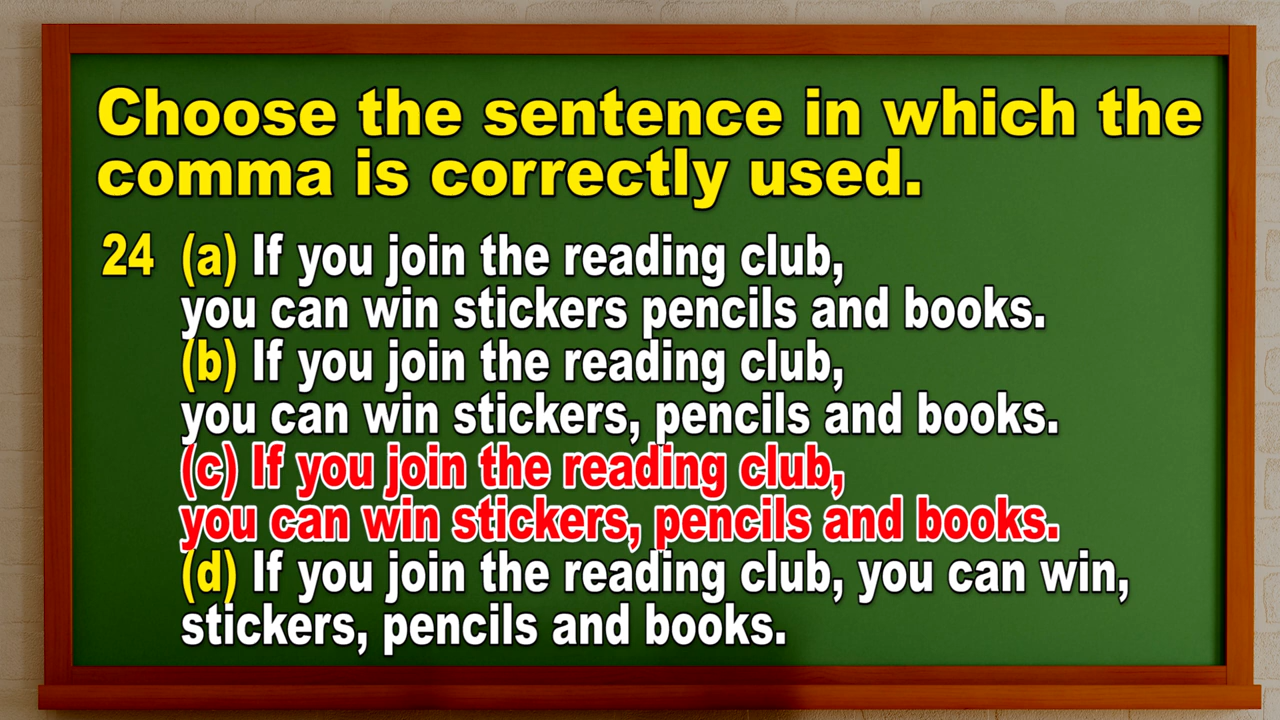 Choose the sentence in which the
comma is correctly used.
24 (a) If you join the reading club,
you can win stickers pencils and books.
(b) If you join the reading club,
you can win stickers, pencils and books.
(c) If you join the reading club,
you can win stickers, pencils and books.
(d) If you join the reading club, you can win,
stickers, pencils and books.